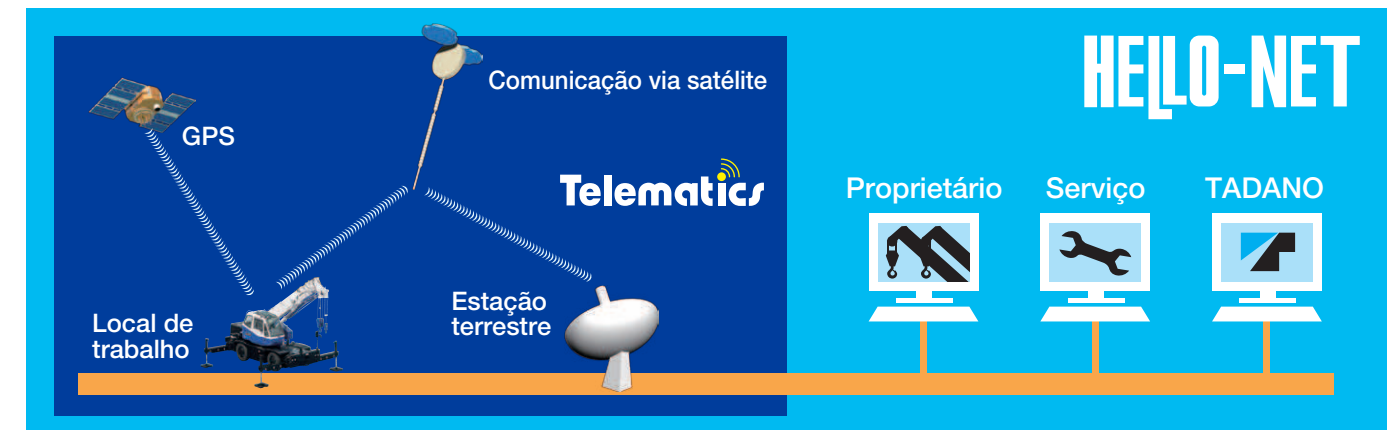 HELLO-NET
Comunicação via satélite
GPS
Telematics
Proprietário
Serviço
TADANO
Estação
terrestre
Local de
trabalho